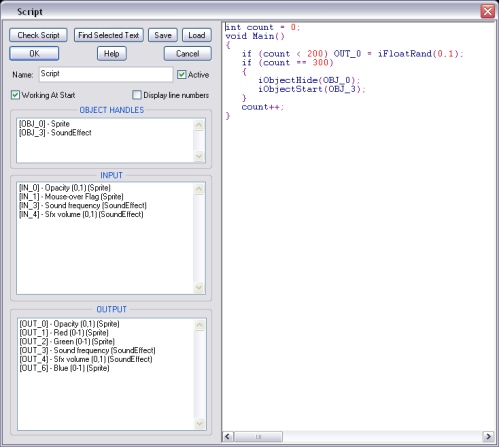 Script
Check Script Find Selected Text Save Load
OK Help Cancel
Name: Script Active
Working At Start Display line numbers
OBJECT HANDLES
[OBJ_0] - Sprite
[OBJ_3] - SoundEffect
INPUT
[IN_0] - Opacity (0,1) (Sprite)
[IN_1] - Mouse-over Flag (Sprite)
[IN_3] - Sound frequency (SoundEffect)
[IN_4] - Sfx volume (0,1) (SoundEffect)
OUTPUT
[OUT_0] - Opacity (0,1) (Sprite)
[OUT_1] - Red (0-1) (Sprite)
[OUT_2] - Green (0-1) (Sprite)
[OUT_3] - Sound frequency (SoundEffect)
[OUT_4] - Sfx volume (0,1) (SoundEffect)
[OUT_6] - Blue (0-1) (Sprite)
int count = 0;
void Main()
{
if (count < 200) OUT_0 = iFloatRand(0,1);
if (count == 300)
{
iObjectHide(OBJ_0);
iObjectStart(OBJ_3);
}
count++;
}